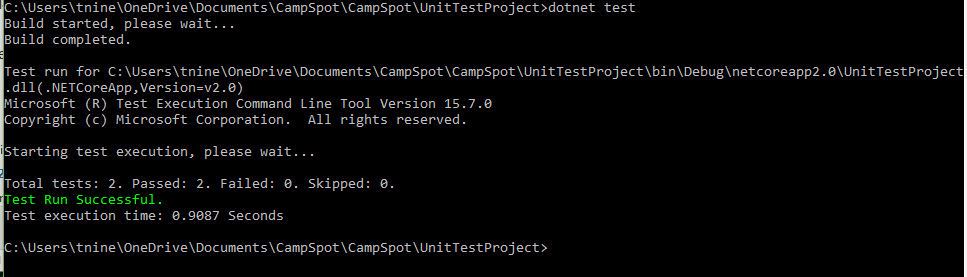 C:\Users\tnine\OneDrive\Documents\CampSpot\CampSpot\UnitTestProject>dotnet test
Build started, please wait...
Build completed.
Test run for C:\Users\tnine\OneDrive\Documents\CampSpot\CampSpot\UnitTestProject\bin\Debug\netcoreapp2.0\UnitTestProject
.dll(.NETCoreApp,Version=v2.0)
Microsoft (R) Test Execution Command Line Tool Version 15.7.0
Copyright (c) Microsoft Corporation.  All rights reserved.
Starting test execution, please wait...
Total tests: 2. Passed: 2. Failed: 0. Skipped: 0.
Test Run Successful.
Test execution time: 0.9087 Seconds
C:\Users\tnine\OneDrive\Documents\CampSpot\CampSpot\UnitTestProject>